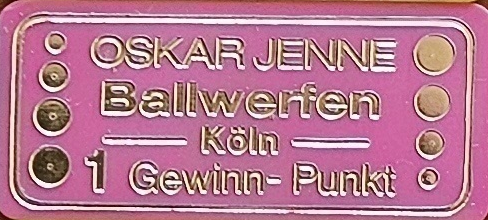 OSKAR JENNE
Ballwerfen
Köln
1 Gewinn-Punkt